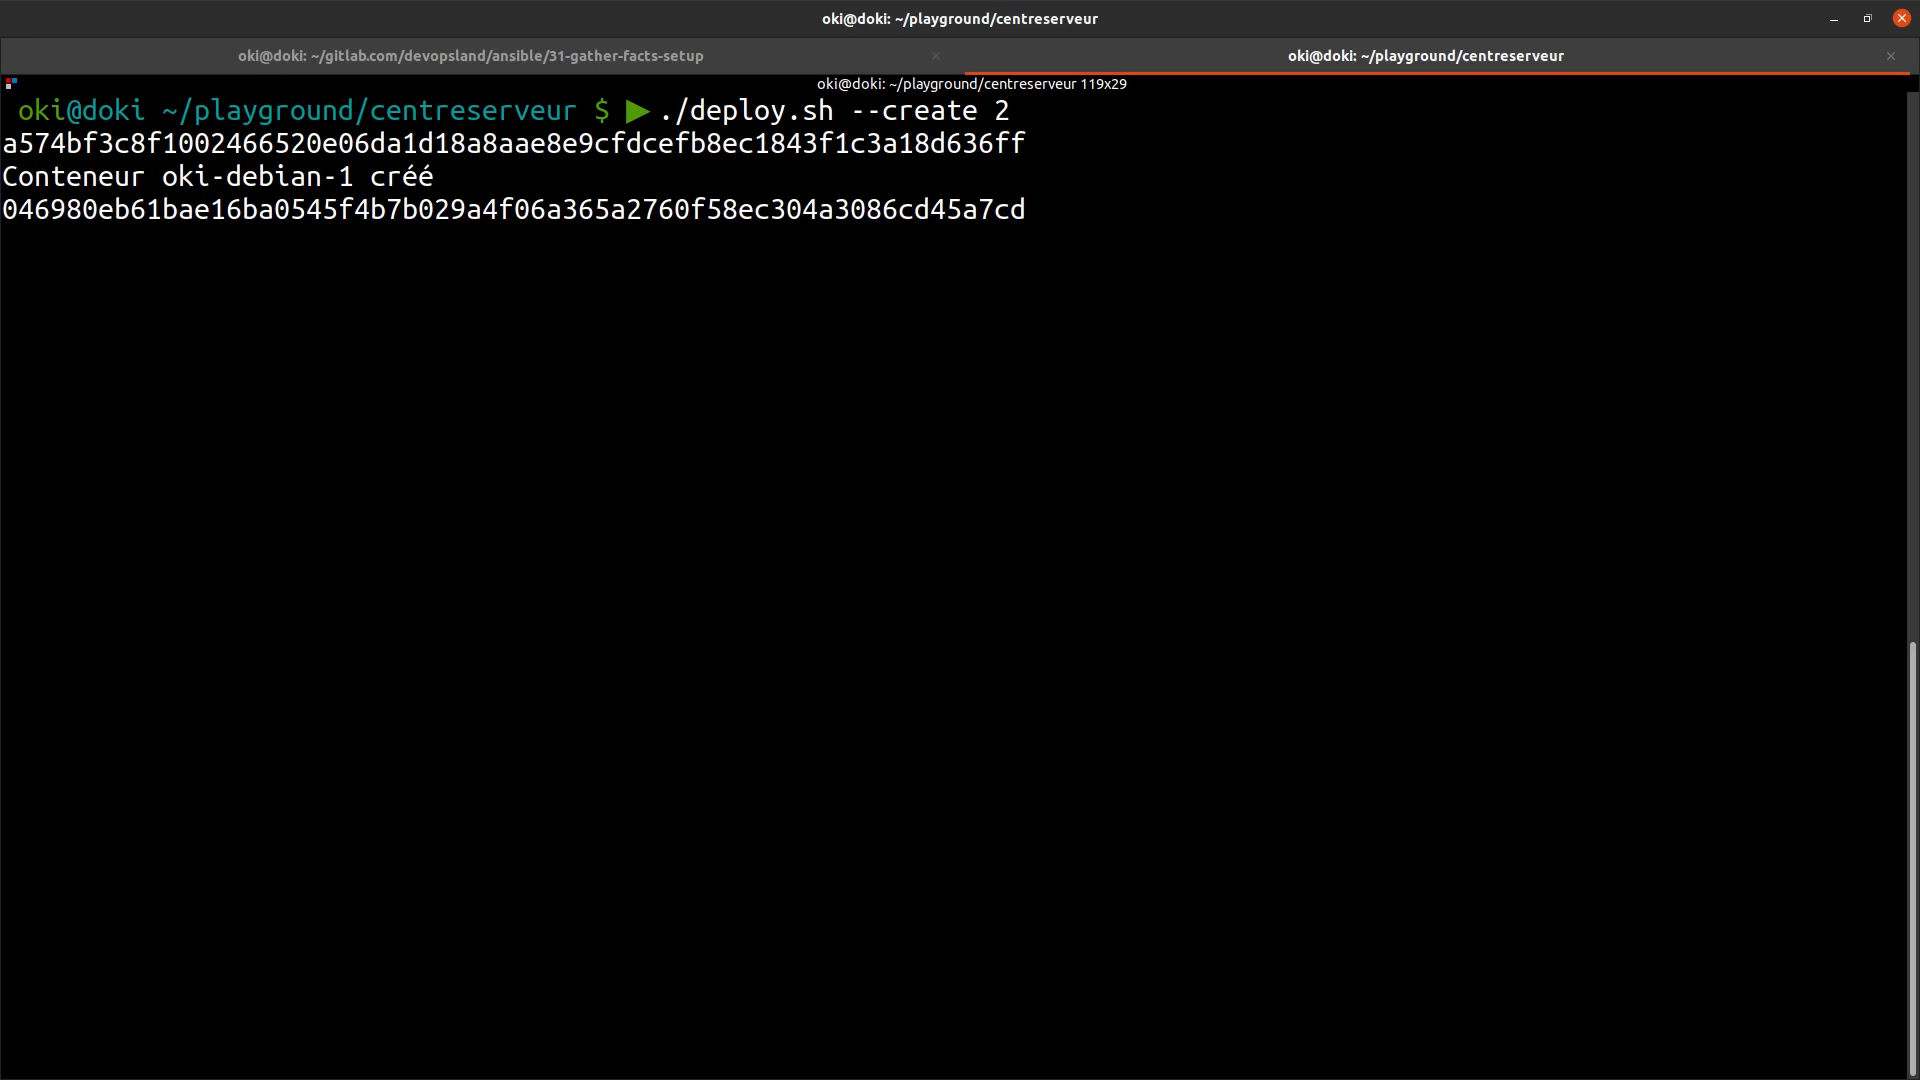 oki@doki: ~/playground/centreserveur
oki@doki: ~/gitlab.com/devopsland/ansible/31-gather-facts-setup
oki@doki: ~/playground/centreserveur
oki@doki: ~/playground/centreserveur 119x29
oki@doki ~/playground/centreserveur $ ▶ ./deploy.sh --create 2
a574bf3c8f1002466520e06da1d18a8aae8e9cfdcefb8ec1843f1c3a18d636ff
Conteneur oki-debian-1 créé
046980eb61bae16ba0545f4b7b029a4f06a365a2760f58ec304a3086cd45a7cd